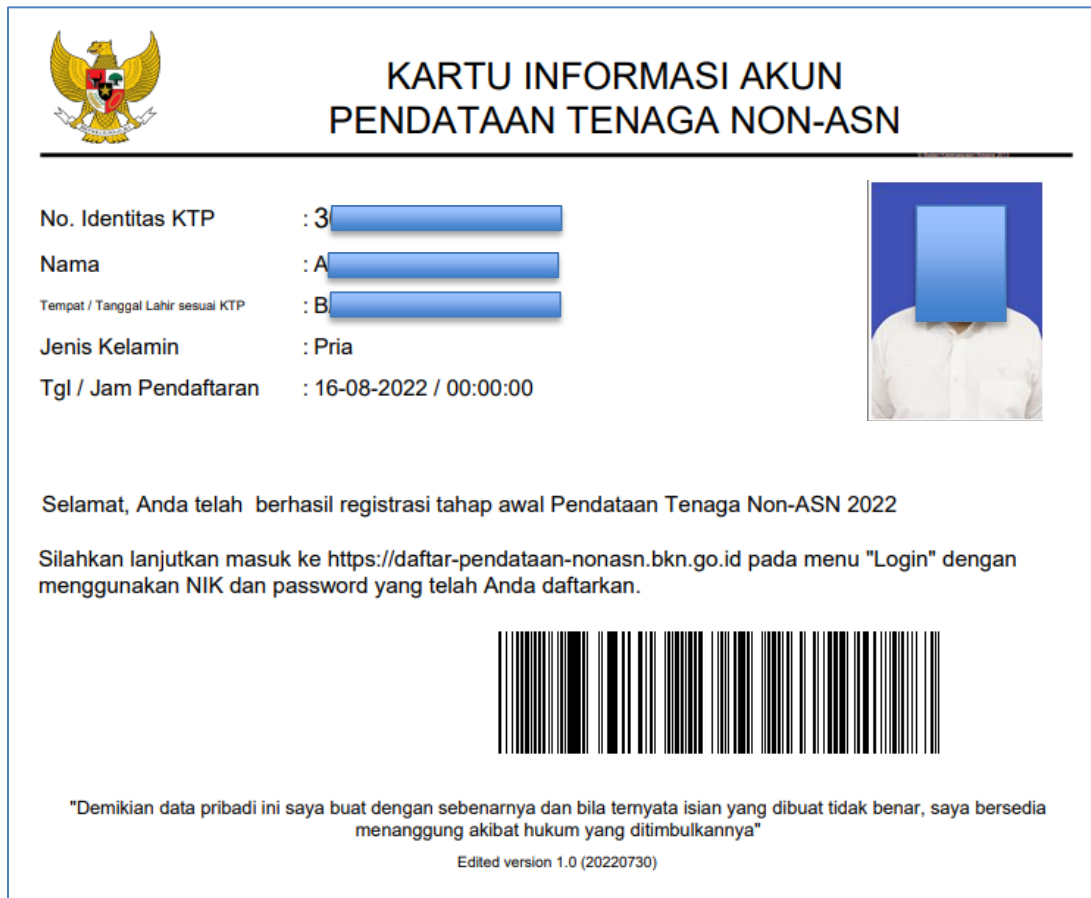 KARTU INFORMASI AKUN
PENDATAAN TENAGA NON-ASN
No. Identitas KTP : 3
Nama : A
Tempat / Tanggal Lahir sesuai KTP : B
Jenis Kelamin : Pria
Tgl / Jam Pendaftaran : 16-08-2022 / 00:00:00
Selamat, Anda telah berhasil registrasi tahap awal Pendataan Tenaga Non-ASN 2022
Silahkan lanjutkan masuk ke https://daftar-pendataan-nonasn.bkn.go.id pada menu "Login" dengan
menggunakan NIK dan password yang telah Anda daftarkan.
"Demikian data pribadi ini saya buat dengan sebenarnya dan bila ternyata isian yang dibuat tidak benar, saya bersedia
menanggung akibat hukum yang ditimbulkannya"
Edited version 1.0 (20220730)